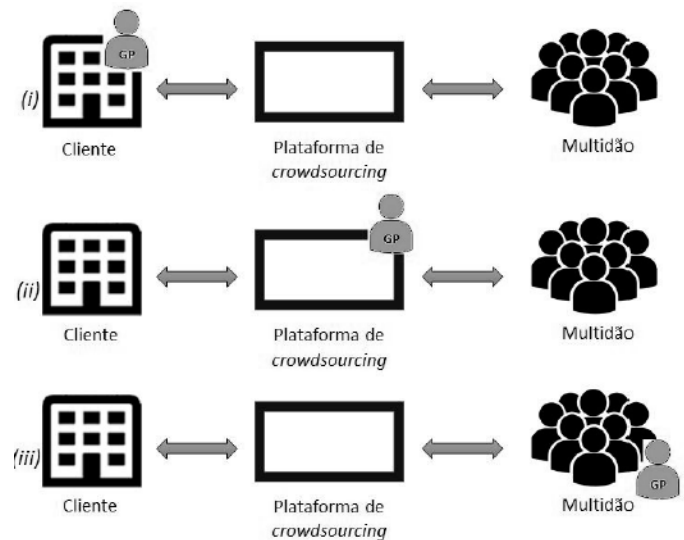 GP
(i)
Cliente
Plataforma de
crowdsourcing
Multidão
GP
(ii)
Cliente
Plataforma de
crowdsourcing
Multidão
(iii)
GP
Cliente
Plataforma de
crowdsourcing
Multidão